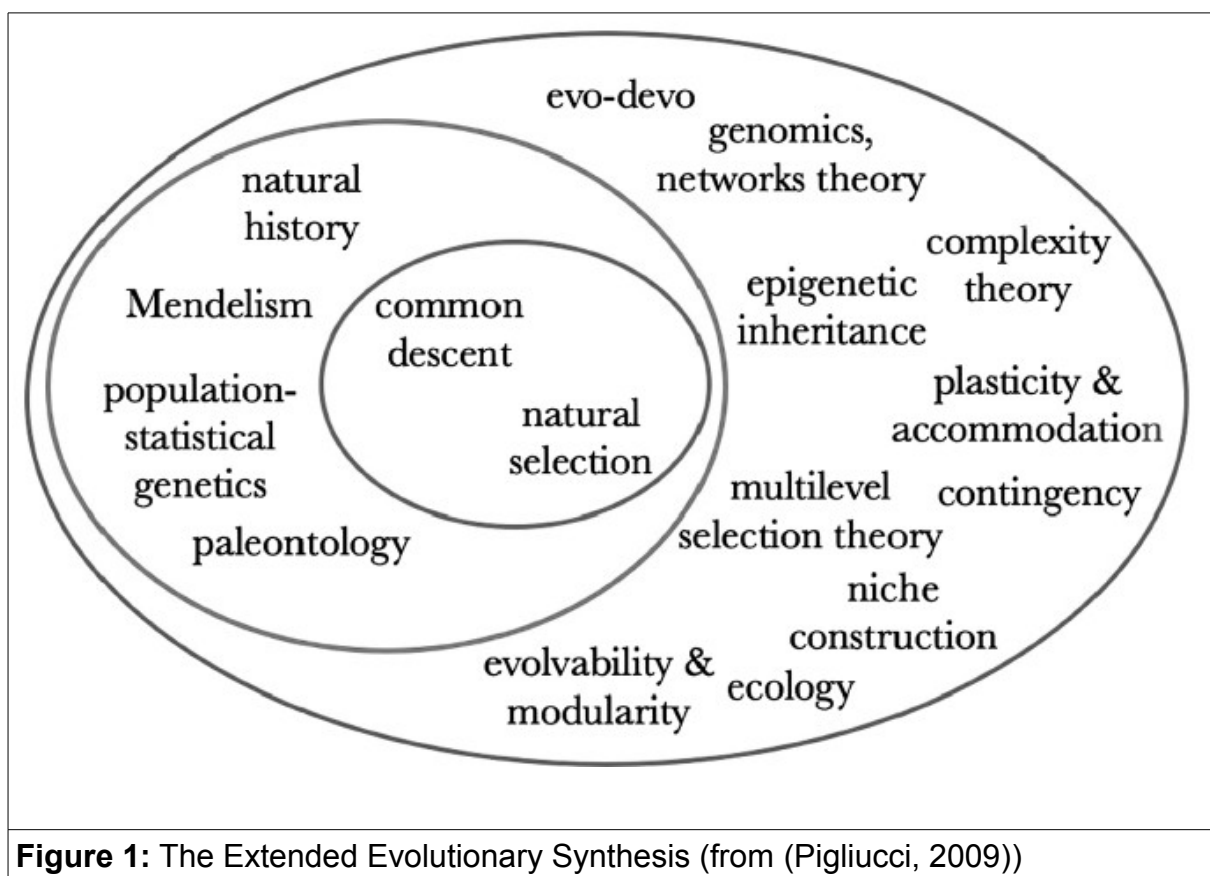 evo-devo
genomics,
networks theory
natural
history
complexity
theory
epigenetic
inheritance
Mendelism
common
descent
population-
statistical
genetics
plasticity &
accommodation
natural
selection
multilevel
selection theory
contingency
paleontology
niche
construction
evolvability &
modularity
ecology
Figure 1: The Extended Evolutionary Synthesis (from (Pigliucci, 2009))